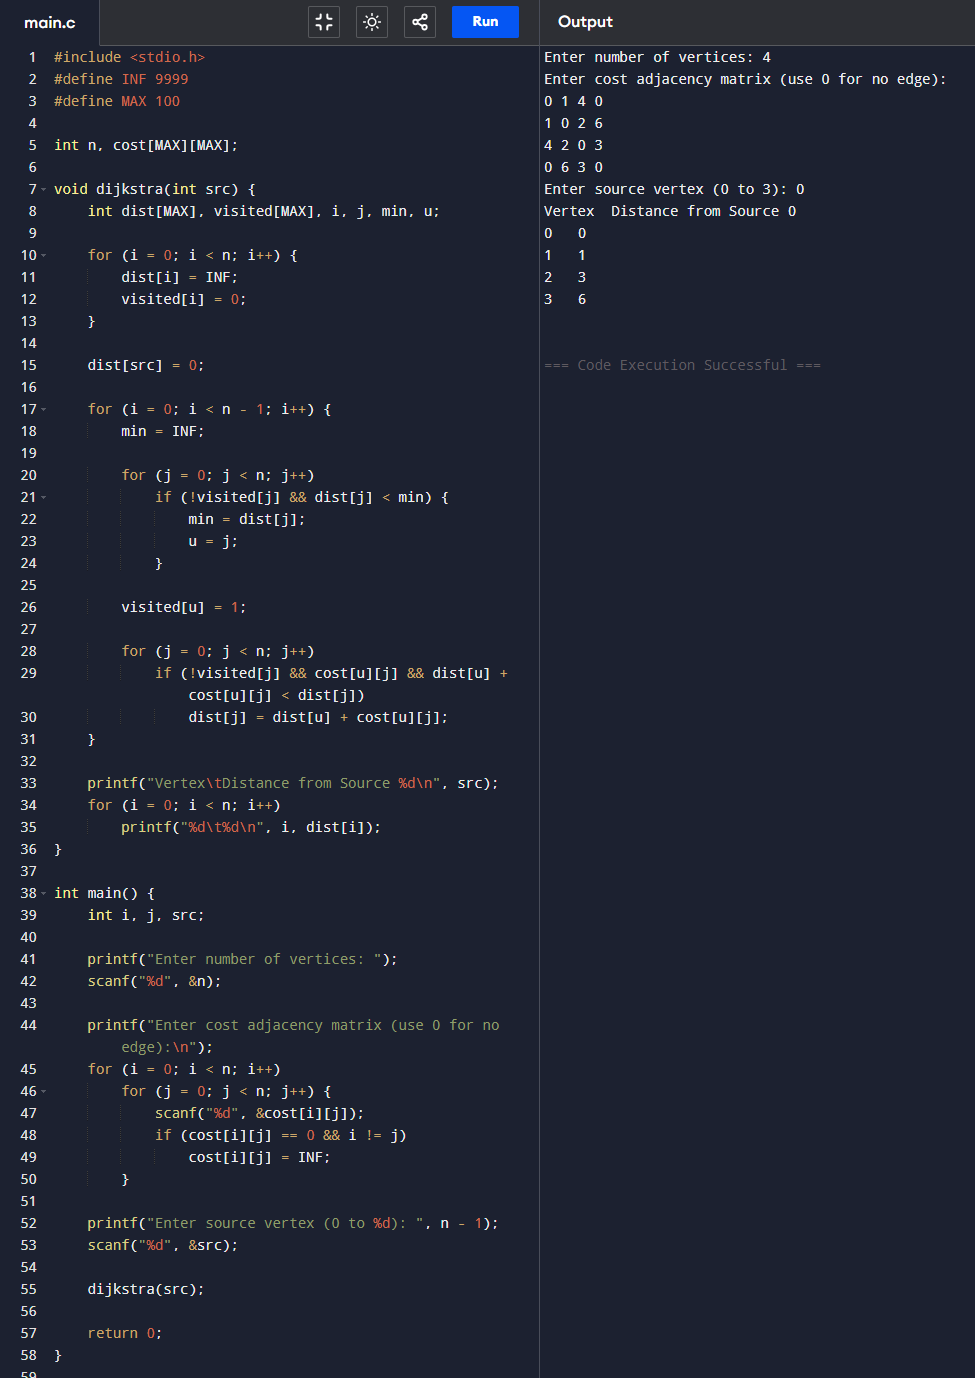 main.c
Run
Output
1 #include <stdio.h>
2 #define INF 9999
3 #define MAX 100
4
5 int n, cost[MAX][MAX];
6
7 void dijkstra(int src) {
8     int dist[MAX], visited[MAX], i, j, min, u;
9
10     for (i = 0; i < n; i++) {
11         dist[i] = INF;
12         visited[i] = 0;
13     }
14
15     dist[src] = 0;
16
17     for (i = 0; i < n - 1; i++) {
18         min = INF;
19
20         for (j = 0; j < n; j++)
21             if (!visited[j] && dist[j] < min) {
22                 min = dist[j];
23                 u = j;
24             }
25
26         visited[u] = 1;
27
28         for (j = 0; j < n; j++)
29             if (!visited[j] && cost[u][j] && dist[u] +
                cost[u][j] < dist[j])
30                 dist[j] = dist[u] + cost[u][j];
31     }
32
33     printf("Vertex\tDistance from Source %d\n", src);
34     for (i = 0; i < n; i++)
35         printf("%d\t%d\n", i, dist[i]);
36 }
37
38 int main() {
39     int i, j, src;
40
41     printf("Enter number of vertices: ");
42     scanf("%d", &n);
43
44     printf("Enter cost adjacency matrix (use 0 for no
        edge):\n");
45     for (i = 0; i < n; i++)
46         for (j = 0; j < n; j++) {
47             scanf("%d", &cost[i][j]);
48             if (cost[i][j] == 0 && i != j)
49                 cost[i][j] = INF;
50         }
51
52     printf("Enter source vertex (0 to %d): ", n - 1);
53     scanf("%d", &src);
54
55     dijkstra(src);
56
57     return 0;
58 }
59
Enter number of vertices: 4
Enter cost adjacency matrix (use 0 for no edge):
0 1 4 0
1 0 2 6
4 2 0 3
0 6 3 0
Enter source vertex (0 to 3): 0
Vertex  Distance from Source 0
0   0
1   1
2   3
3   6
=== Code Execution Successful ===